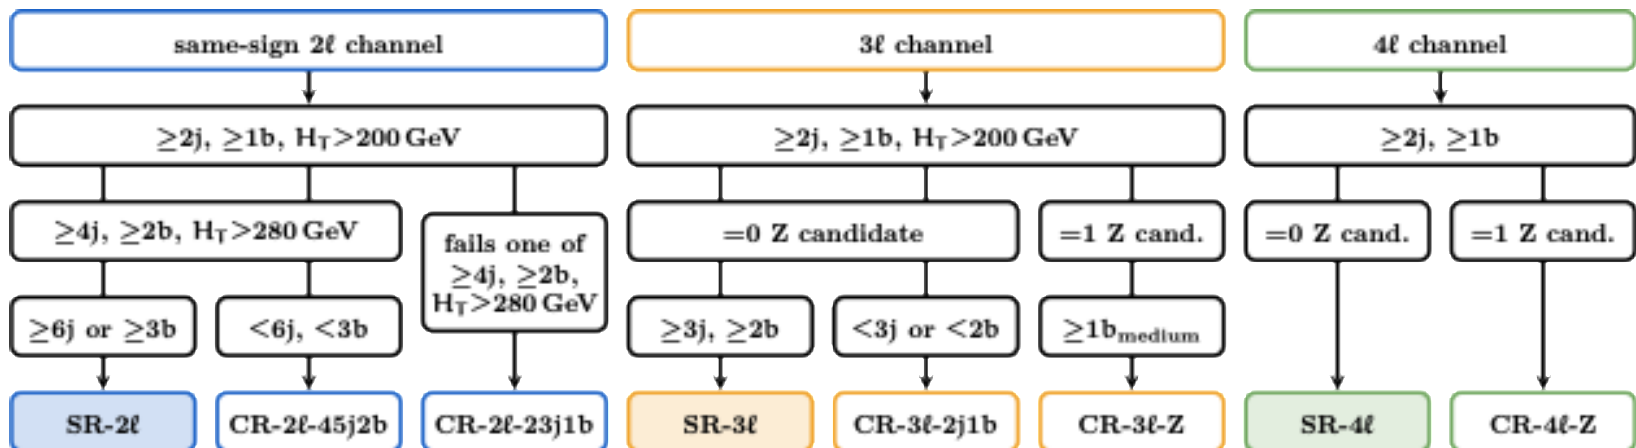 same-sign 2ℓ channel
3ℓ channel
4ℓ channel
≥2j, ≥1b, H_T>200 GeV
≥2j, ≥1b, H_T>200 GeV
≥2j, ≥1b
≥4j, ≥2b, H_T>280 GeV
fails one of
≥4j, ≥2b,
H_T>280 GeV
=0 Z candidate
=1 Z cand.
=0 Z cand.
=1 Z cand.
≥6j or ≥3b
<6j, <3b
≥3j, ≥2b
<3j or <2b
≥1b_medium
SR-2ℓ
CR-2ℓ-45j2b
CR-2ℓ-23j1b
SR-3ℓ
CR-3ℓ-2j1b
CR-3ℓ-Z
SR-4ℓ
CR-4ℓ-Z